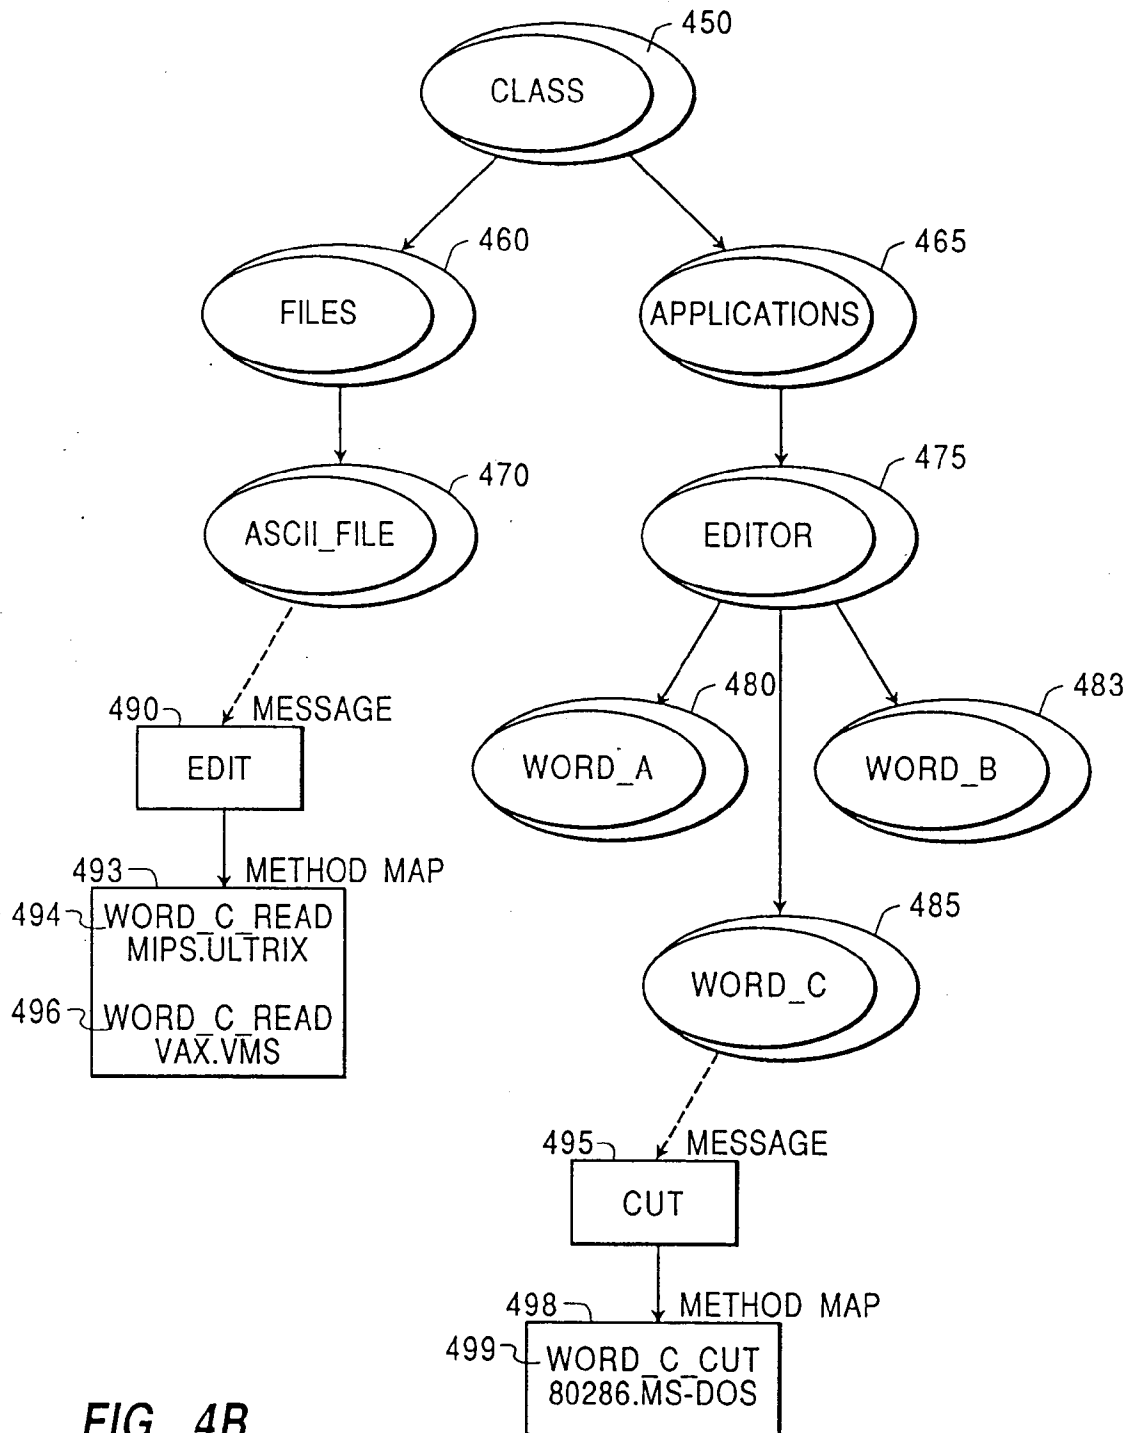 450
CLASS
460
465
FILES
APPLICATIONS
470
475
ASCII_FILE
EDITOR
480
483
490
MESSAGE
EDIT
WORD_A
WORD_B
493
METHOD MAP
494
WORD_C_READ
MIPS.ULTRIX
485
496
WORD_C_READ
VAX.VMS
WORD_C
495
MESSAGE
CUT
498
METHOD MAP
499
WORD_C_CUT
80286.MS-DOS
FIG. 4B